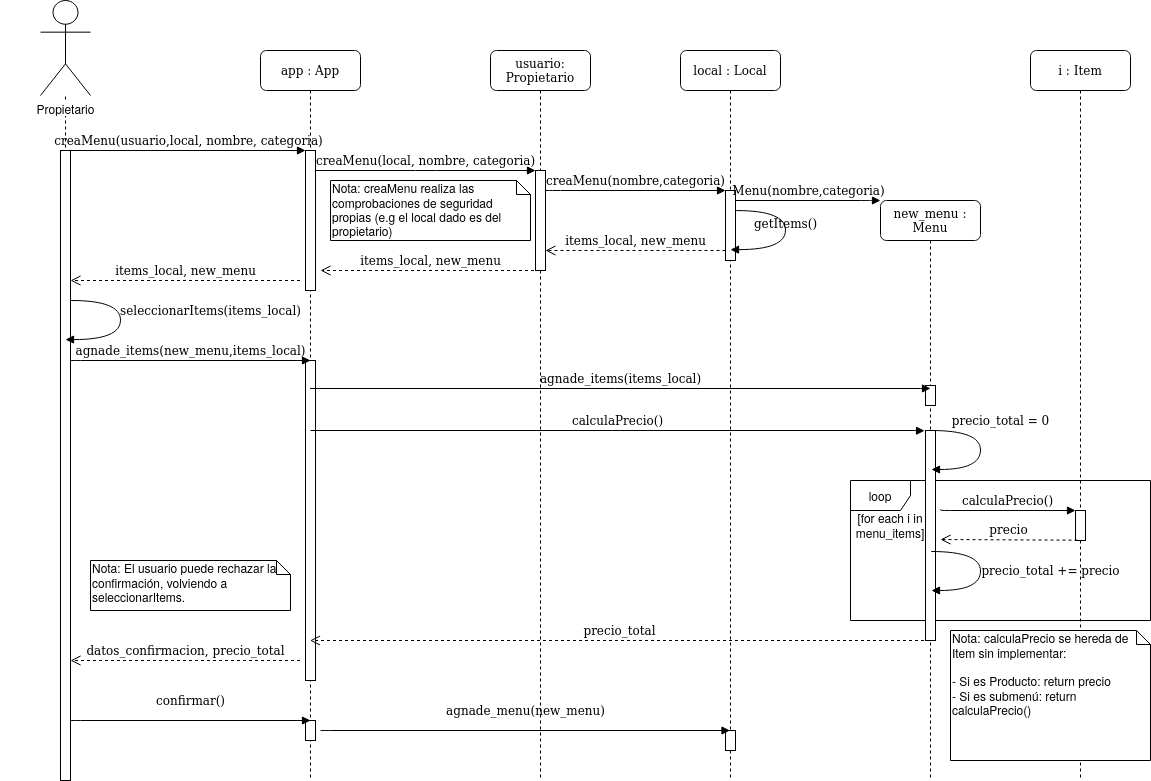 Propietario
app : App
usuario:
Propietario
local : Local
i : Item
creaMenu(usuario,local, nombre, categoria)
creaMenu(local, nombre, categoria)
creaMenu(nombre,categoria)
Menu(nombre,categoria)
Nota: creaMenu realiza las
comprobaciones de seguridad
propias (e.g el local dado es del
propietario)
new_menu :
Menu
getItems()
items_local, new_menu
items_local, new_menu
items_local, new_menu
seleccionarItems(items_local)
agnade_items(new_menu,items_local)
agnade_items(items_local)
calculaPrecio()
precio_total = 0
loop
[for each i in
menu_items]
calculaPrecio()
precio
precio_total += precio
Nota: El usuario puede rechazar la
confirmación, volviendo a
seleccionarItems.
precio_total
datos_confirmacion, precio_total
Nota: calculaPrecio se hereda de
Item sin implementar:
- Si es Producto: return precio
- Si es submenú: return
calculaPrecio()
confirmar()
agnade_menu(new_menu)